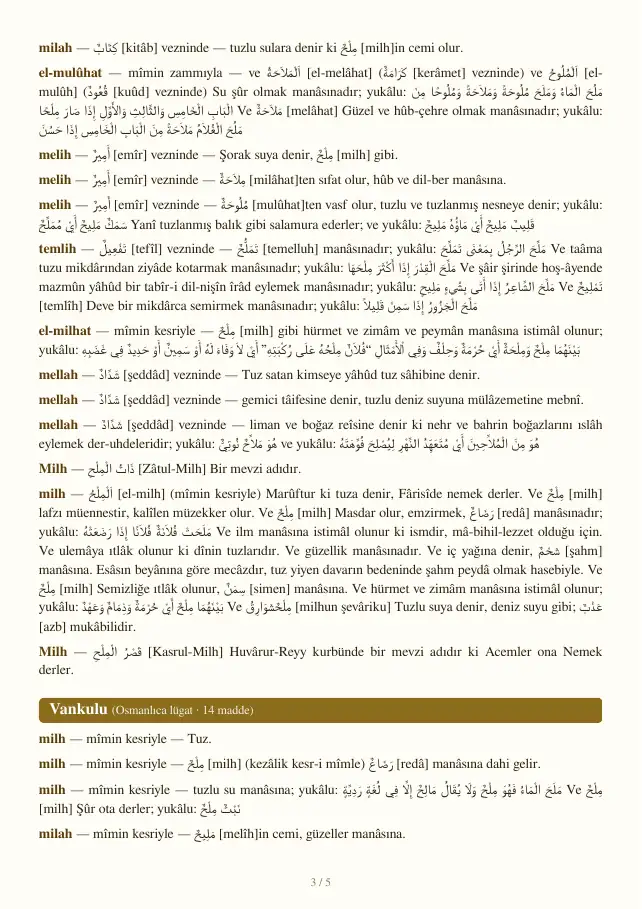 milah — كِتَابٌ [kitâb] vezninde — tuzlu sulara denir ki مِلْحٌ [milh]in cemi olur.
el-mulûhat — mîmin zammıyla — ve اَلْمَلَاحَةُ [el-melâhat] (كَرَامَةٌ [kerâmet] vezninde) ve اَلْمُلُوحُ [el-
mulûh] (قُعُودٌ [kuûd] vezninde) Su şûr olmak manâsınadır; yukâlu: مَلُحَ الْمَاءُ وَمَلَحَ مُلُوحَةً وَمَلَاحَةً وَمُلُوحًا مِنَ
الْبَابِ الْخَامِسِ وَالثَّالِثِ وَالْأَوَّلِ إِذَا صَارَ مِلْحًا Ve مَلَاحَةٌ [melâhat] Güzel ve hûb-çehre olmak manâsınadır; yukâlu:
مَلُحَ الْغُلَامُ مَلَاحَةً مِنَ الْبَابِ الْخَامِسِ إِذَا حَسُنَ
melih — أَمِيرٌ [emîr] vezninde — Şorak suya denir, مِلْحٌ [milh] gibi.
melih — أَمِيرٌ [emîr] vezninde — مِلَاحَةٌ [milâhat]ten sıfat olur, hûb ve dil-ber manâsına.
melih — أَمِيرٌ [emîr] vezninde — مُلُوحَةٌ [mulûhat]ten vasf olur, tuzlu ve tuzlanmış nesneye denir; yukâlu:
سَمَكٌ مَلِيحٌ أَيْ مُمَلَّحٌ Yanî tuzlanmış balık gibi salamura ederler; ve yukâlu: قَلِيبٌ مَلِيحٌ أَيْ مَاؤُهُ مَلِيحٌ
temlih — تَفْعِيلٌ [tefîl] vezninde — تَمَلُّحٌ [temelluh] manâsınadır; yukâlu: مَلَّحَ الرَّجُلُ بِمَعْنَى تَمَلَّحَ Ve taâma
tuzu mikdârından ziyâde kotarmak manâsınadır; yukâlu: مَلَّحَ الْقِدْرَ إِذَا أَكْثَرَ مِلْحَهَا Ve şâir şirinde hoş-âyende
mazmûn yâhûd bir tabîr-i dil-nişîn îrâd eylemek manâsınadır; yukâlu: مَلَّحَ الشَّاعِرُ إِذَا أَتَى بِشَيْءٍ مَلِيحٍ Ve تَمْلِيحٌ
[temlîh] Deve bir mikdârca semirmek manâsınadır; yukâlu: مَلَّحَ الْجَزُورُ إِذَا سَمِنَ قَلِيلاً
el-milhat — mîmin kesriyle — مِلْحٌ [milh] gibi hürmet ve zimâm ve peymân manâsına istimâl olunur;
yukâlu: بَيْنَهُمَا مِلْحٌ وَمِلْحَةٌ أَيْ حُرْمَةٌ وَحِلْفٌ وَفِي الْأَمْثَالِ "فُلَانٌ مِلْحُهُ عَلَى رُكْبَتِهِ" أَيْ لَا وَفَاءَ لَهُ أَوْ سَمِينٌ أَوْ حَدِيدٌ فِي غَضَبِهِ
mellah — شَدَّادٌ [şeddâd] vezninde — Tuz satan kimseye yâhûd tuz sâhibine denir.
mellah — شَدَّادٌ [şeddâd] vezninde — gemici tâifesine denir, tuzlu deniz suyuna mülâzemetine mebnî.
mellah — شَدَّادٌ [şeddâd] vezninde — liman ve boğaz reîsine denir ki nehr ve bahrin boğazlarını ıslâh
eylemek der-uhdeleridir; yukâlu: هُوَ مَلَّاحٌ نُوتِيٌّ ve yukâlu: هُوَ مِنَ الْمَلَّاحِينَ أَيْ مُتَعَهِّدُ النَّهْرِ لِيُصْلِحَ فُوَّهَتَهُ
Milh — ذَاتُ الْمِلْحِ [Zâtul-Milh] Bir mevzi adıdır.
milh — اَلْمِلْحُ [el-milh] (mîmin kesriyle) Marûftur ki tuza denir, Fârisîde nemek derler. Ve مِلْحٌ [milh]
lafzı müennestir, kalîlen müzekker olur. Ve مِلْحٌ [milh] Masdar olur, emzirmek, رَضَاعٌ [redâ] manâsınadır;
yukâlu: مَلَحَتْ فُلَانَةُ فُلَانًا إِذَا رَضَعَتْهُ Ve ilm manâsına istimâl olunur ki ismdir, mâ-bihil-lezzet olduğu için.
Ve ulemâya ıtlâk olunur ki dînin tuzlarıdır. Ve güzellik manâsınadır. Ve iç yağına denir, شَحْمٌ [şahm]
manâsına. Esâsın beyânına göre mecâzdır, tuz yiyen davarın bedeninde şahm peydâ olmak hasebiyle. Ve
مِلْحٌ [milh] Semizliğe ıtlâk olunur, سِمَنٌ [simen] manâsına. Ve hürmet ve zimâm manâsına istimâl olunur;
yukâlu: بَيْنَهُمَا مِلْحٌ أَيْ حُرْمَةٌ وَذِمَامٌ وَعَهْدٌ Ve مِلْحٌشَوَارِقُ [milhun şevâriku] Tuzlu suya denir, deniz suyu gibi; عَذْبٌ
[azb] mukâbilidir.
Milh — قَصْرُ الْمِلْحِ [Kasrul-Milh] Huvârur-Reyy kurbünde bir mevzi adıdır ki Acemler ona Nemek
derler.
Vankulu (Osmanlıca lügat · 14 madde)
milh — mîmin kesriyle — Tuz.
milh — mîmin kesriyle — مِلْحٌ [milh] (kezâlik kesr-i mîmle) رَضَاعٌ [redâ] manâsına dahi gelir.
milh — mîmin kesriyle — tuzlu su manâsına; yukâlu: مَلَحَ الْمَاءُ فَهُوَ مِلْحٌ وَلَا يُقَالُ مَالِحٌ إِلَّا فِي لُغَةٍ رَدِيَّةٍ Ve مِلْحٌ
[milh] Şûr ota derler; yukâlu: نَبْتٌ مِلْحٌ
milah — mîmin kesriyle — مَلِيحٌ [melîh]in cemi, güzeller manâsına.
3 / 5